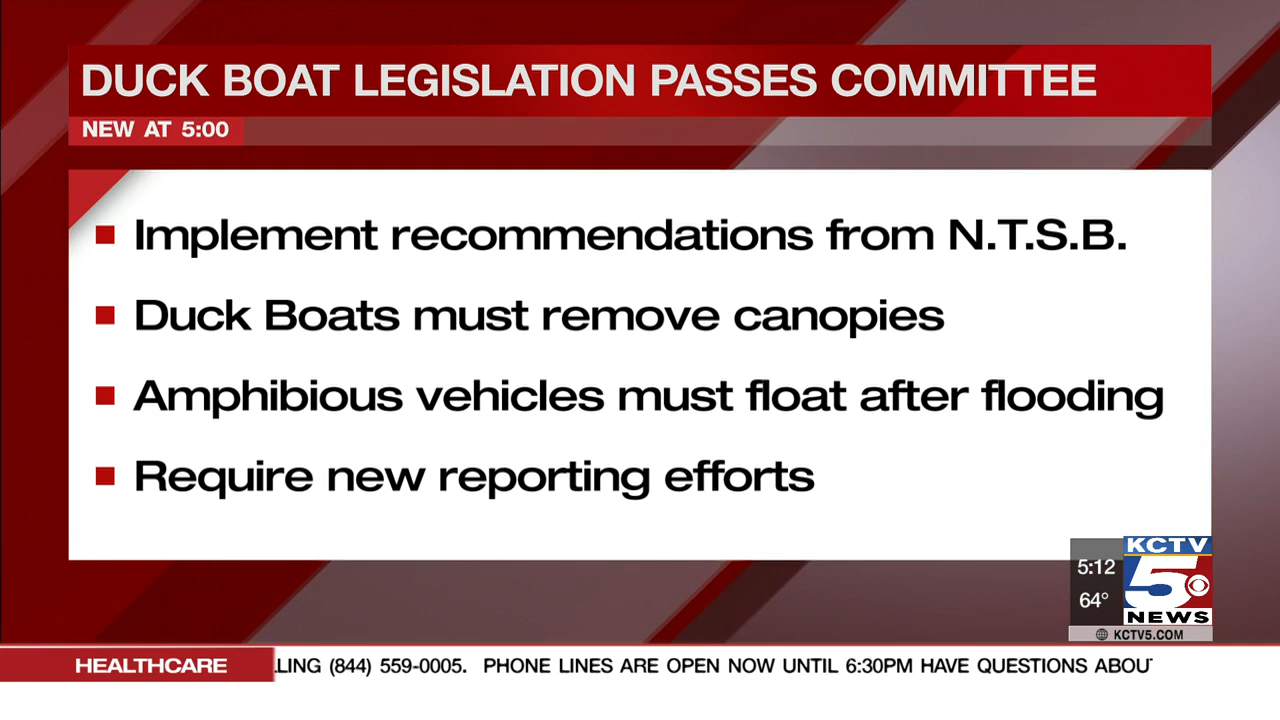 DUCK BOAT LEGISLATION PASSES COMMITTEE
NEW AT 5:00
Implement recommendations from N.T.S.B.
Duck Boats must remove canopies
Amphibious vehicles must float after flooding
Require new reporting efforts
5:12
64°
KCTV
5
NEWS
KCTV5.COM
HEALTHCARE
LLING (844) 559-0005. PHONE LINES ARE OPEN NOW UNTIL 6:30PM HAVE QUESTIONS ABOU